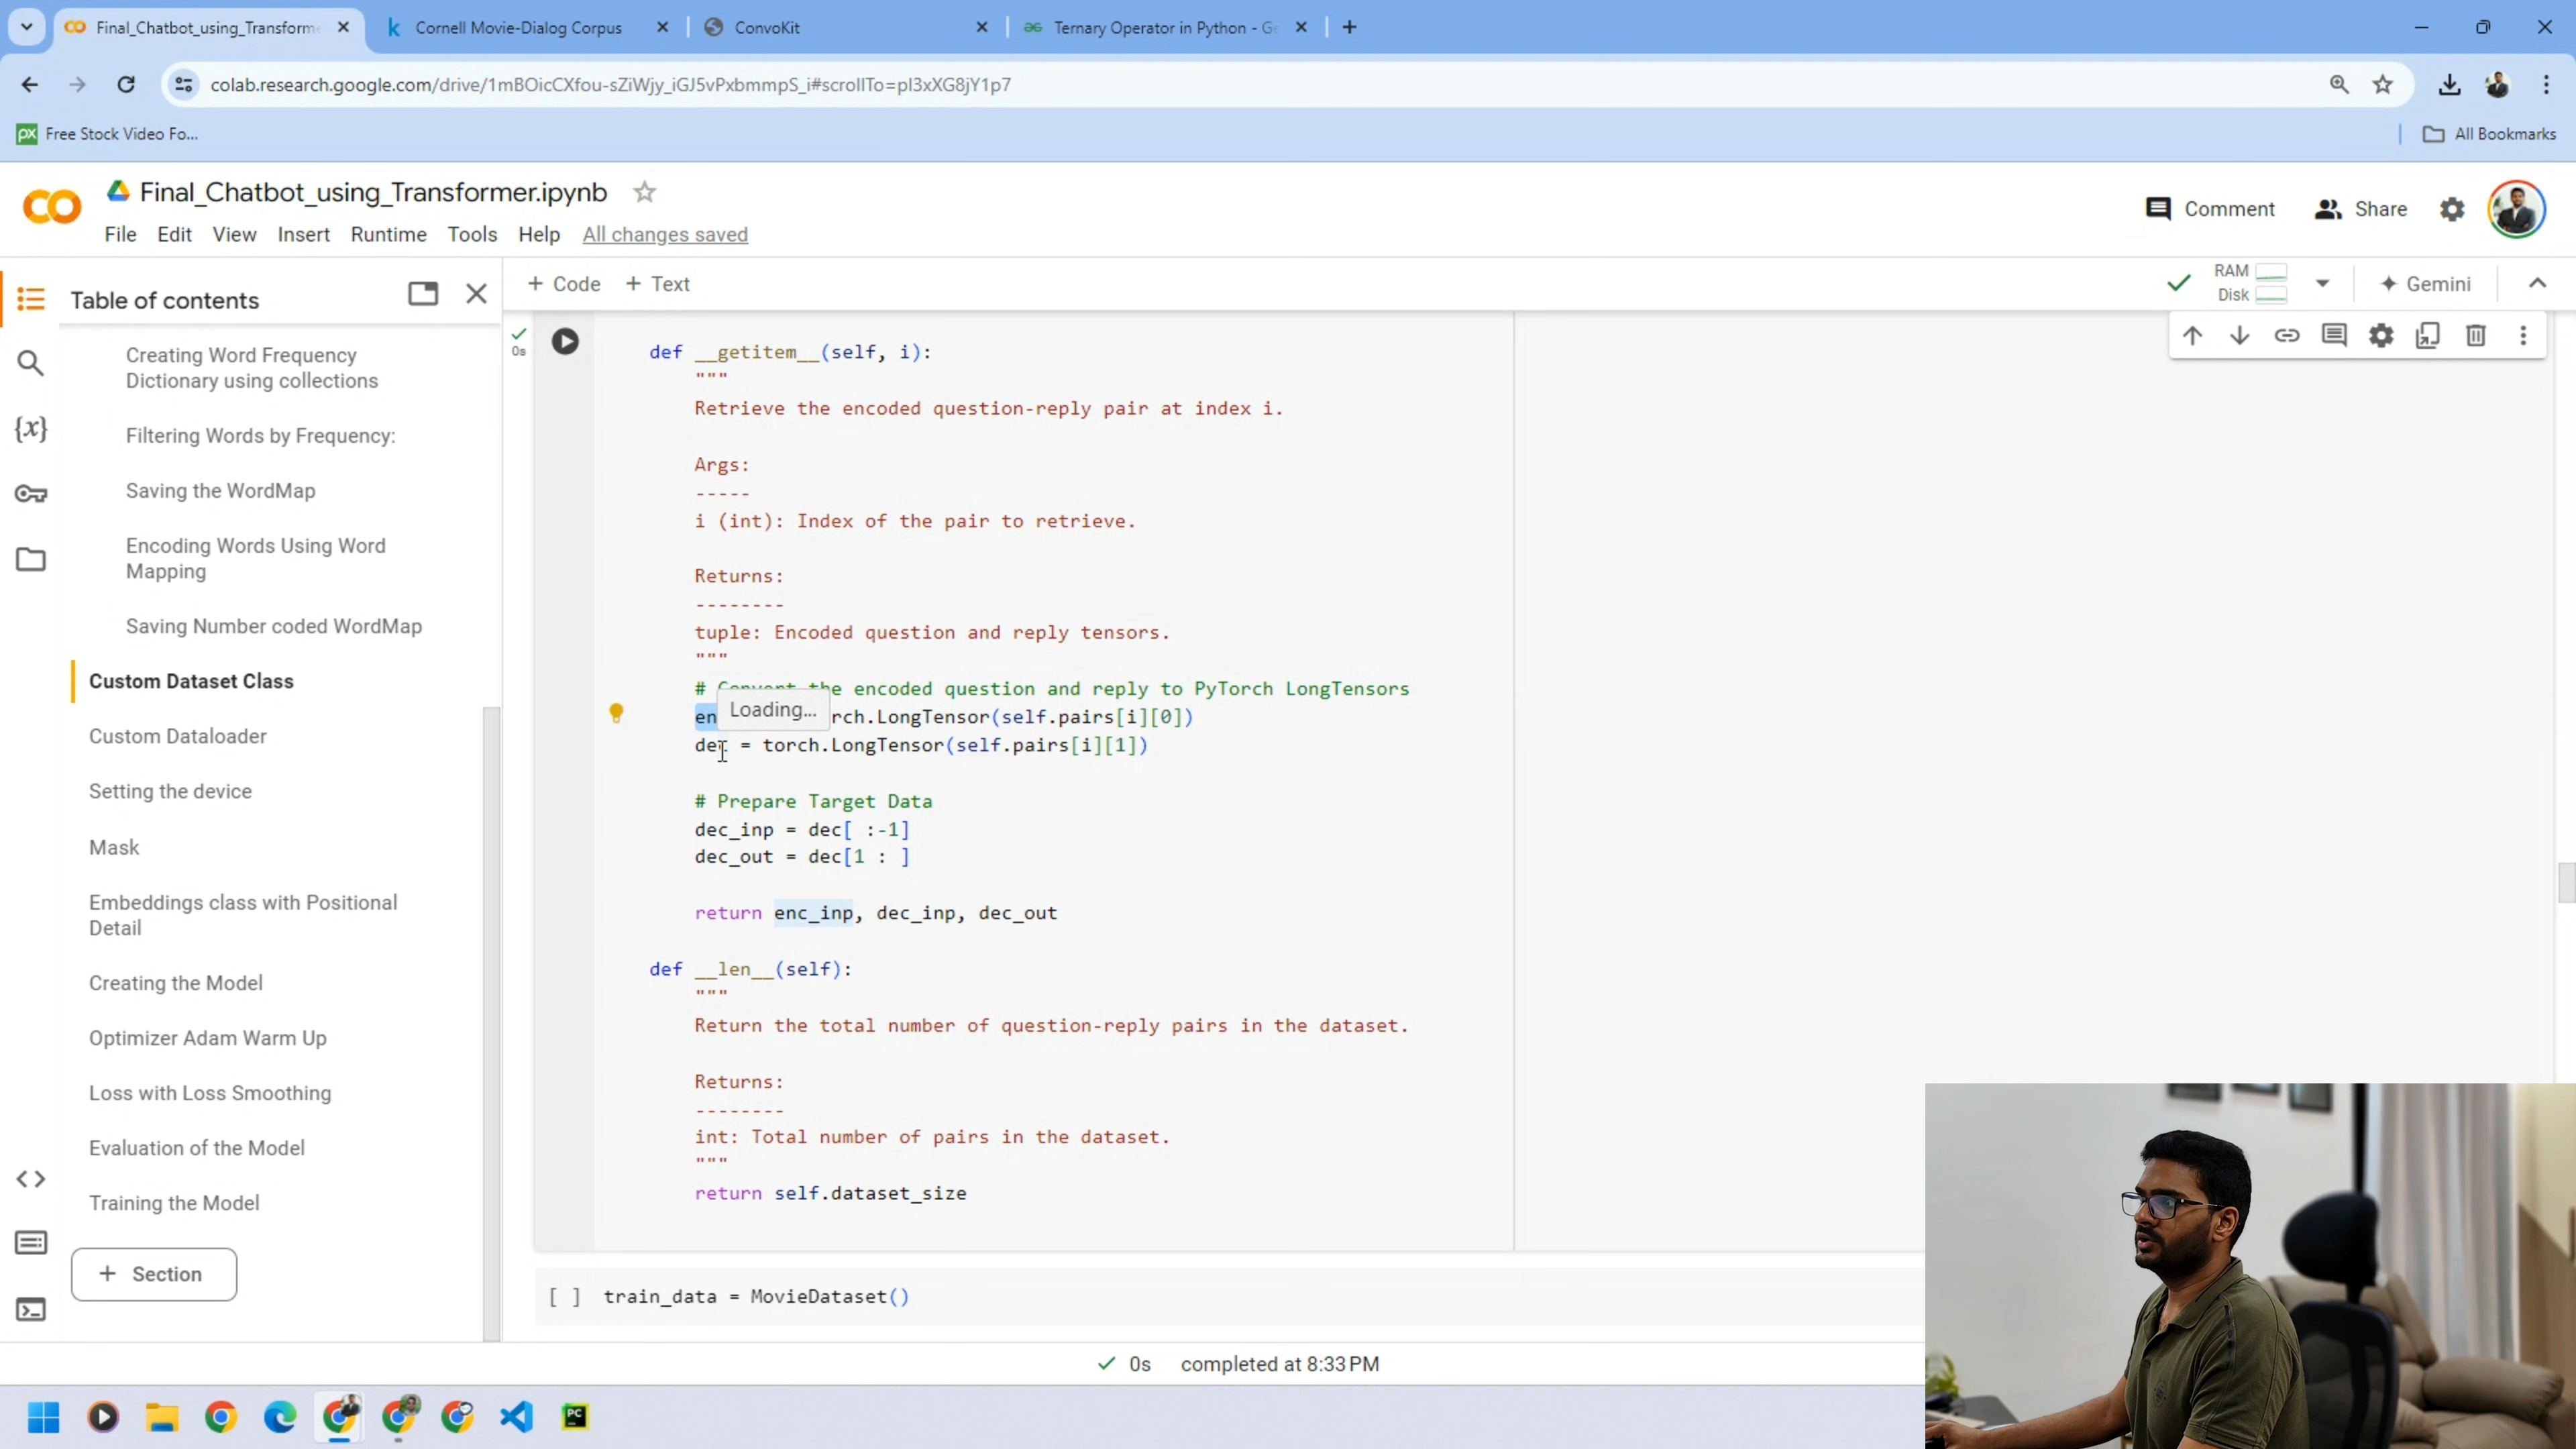 Final_Chatbot_using_Transforme
Cornell Movie-Dialog Corpus
ConvoKit
Ternary Operator in Python - Ge
colab.research.google.com/drive/1mBOicCXfou-sZiWjy_iGJ5vPxbmmpS_i#scrollTo=pI3xXG8jY1p7
px Free Stock Video Fo...
All Bookmarks
Final_Chatbot_using_Transformer.ipynb
File Edit View Insert Runtime Tools Help All changes saved
Comment
Share
Table of contents
+ Code + Text
RAM
Disk
Gemini
Creating Word Frequency
Dictionary using collections
Filtering Words by Frequency:
Saving the WordMap
Encoding Words Using Word
Mapping
Saving Number coded WordMap
Custom Dataset Class
Custom Dataloader
Setting the device
Mask
Embeddings class with Positional
Detail
Creating the Model
Optimizer Adam Warm Up
Loss with Loss Smoothing
Evaluation of the Model
Training the Model
+ Section
{x}
0s
def __getitem__(self, i):
"""
Retrieve the encoded question-reply pair at index i.
Args:
-----
i (int): Index of the pair to retrieve.
Returns:
--------
tuple: Encoded question and reply tensors.
"""
# Convert the encoded question and reply to PyTorch LongTensors
Loading...
en rch.LongTensor(self.pairs[i][0])
dec = torch.LongTensor(self.pairs[i][1])
# Prepare Target Data
dec_inp = dec[ :-1]
dec_out = dec[1 : ]
return enc_inp, dec_inp, dec_out
def __len__(self):
"""
Return the total number of question-reply pairs in the dataset.
Returns:
--------
int: Total number of pairs in the dataset.
"""
return self.dataset_size
[ ] train_data = MovieDataset()
0s completed at 8:33 PM
PC